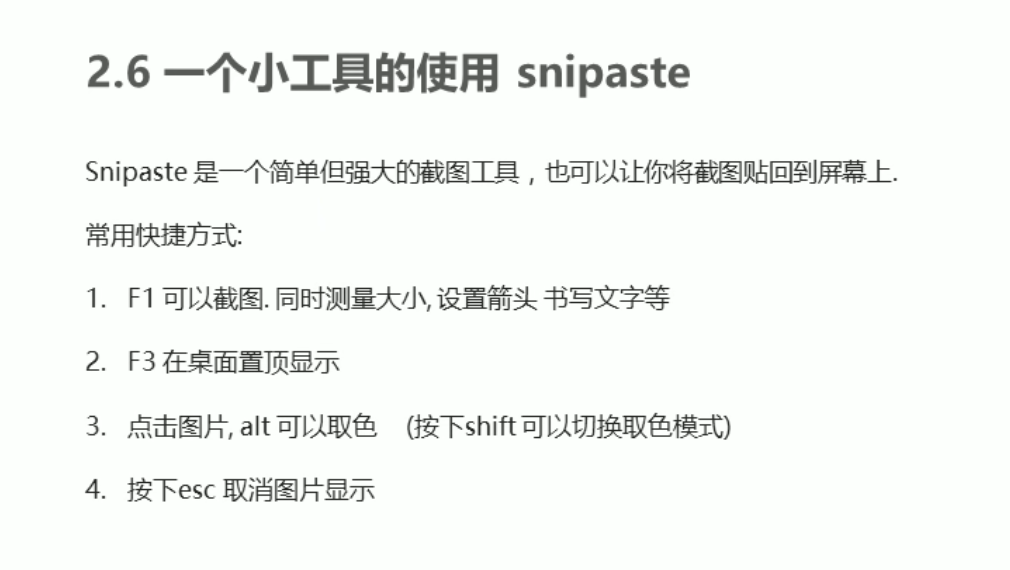 2.6 一个小工具的使用 snipaste
Snipaste 是一个简单但强大的截图工具，也可以让你将截图贴回到屏幕上.
常用快捷方式:
1. F1 可以截图. 同时测量大小, 设置箭头 书写文字等
2. F3 在桌面置顶显示
3. 点击图片, alt 可以取色 (按下shift 可以切换取色模式)
4. 按下esc 取消图片显示